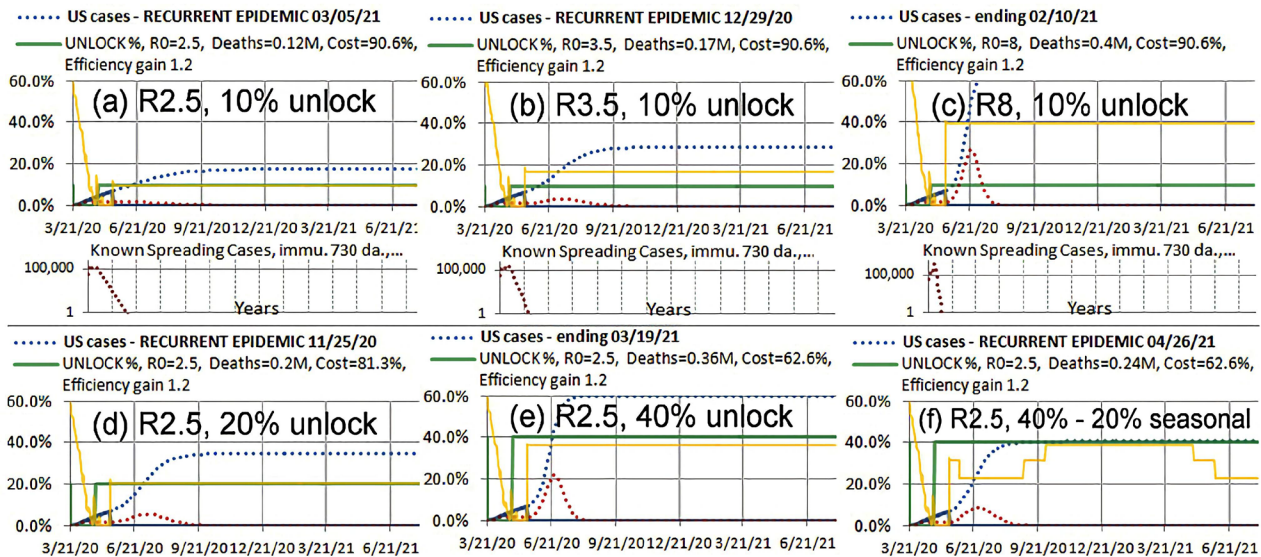 US cases - RECURRENT EPIDEMIC 03/05/21
UNLOCK%, R0=2.5, Deaths=0.12M, Cost=90.6%,
Efficiency gain 1.2
60.0%
(a) R2.5, 10% unlock
40.0%
20.0%
0.0%
3/21/20 6/21/20 9/21/20 12/21/20 3/21/21 6/21/21
Known Spreading Cases, immu. 730 da.,...
100,000
1
Years
US cases - RECURRENT EPIDEMIC 12/29/20
UNLOCK%, R0=3.5, Deaths=0.17M, Cost=90.6%,
Efficiency gain 1.2
60.0%
(b) R3.5, 10% unlock
40.0%
20.0%
0.0%
3/21/20 6/21/20 9/21/20 12/21/20 3/21/21 6/21/21
Known Spreading Cases, immu. 730 da.,...
100,000
1
Years
US cases - ending 02/10/21
UNLOCK%, R0=8, Deaths=0.4M, Cost=90.6%,
Efficiency gain 1.2
60.0%
(c) R8, 10% unlock
40.0%
20.0%
0.0%
3/21/20 6/21/20 9/21/20 12/21/20 3/21/21 6/21/21
Known Spreading Cases, immu. 730 da.,...
100,000
1
Years
US cases - RECURRENT EPIDEMIC 11/25/20
UNLOCK%, R0=2.5, Deaths=0.2M, Cost=81.3%,
Efficiency gain 1.2
60.0%
(d) R2.5, 20% unlock
40.0%
20.0%
0.0%
3/21/20 6/21/20 9/21/20 12/21/20 3/21/21 6/21/21
US cases - ending 03/19/21
UNLOCK%, R0=2.5, Deaths=0.36M, Cost=62.6%,
Efficiency gain 1.2
60.0%
(e) R2.5, 40% unlock
40.0%
20.0%
0.0%
3/21/20 6/21/20 9/21/20 12/21/20 3/21/21 6/21/21
US cases - RECURRENT EPIDEMIC 04/26/21
UNLOCK%, R0=2.5, Deaths=0.24M, Cost=62.6%,
Efficiency gain 1.2
60.0%
(f) R2.5, 40% - 20% seasonal
40.0%
20.0%
0.0%
3/21/20 6/21/20 9/21/20 12/21/20 3/21/21 6/21/21